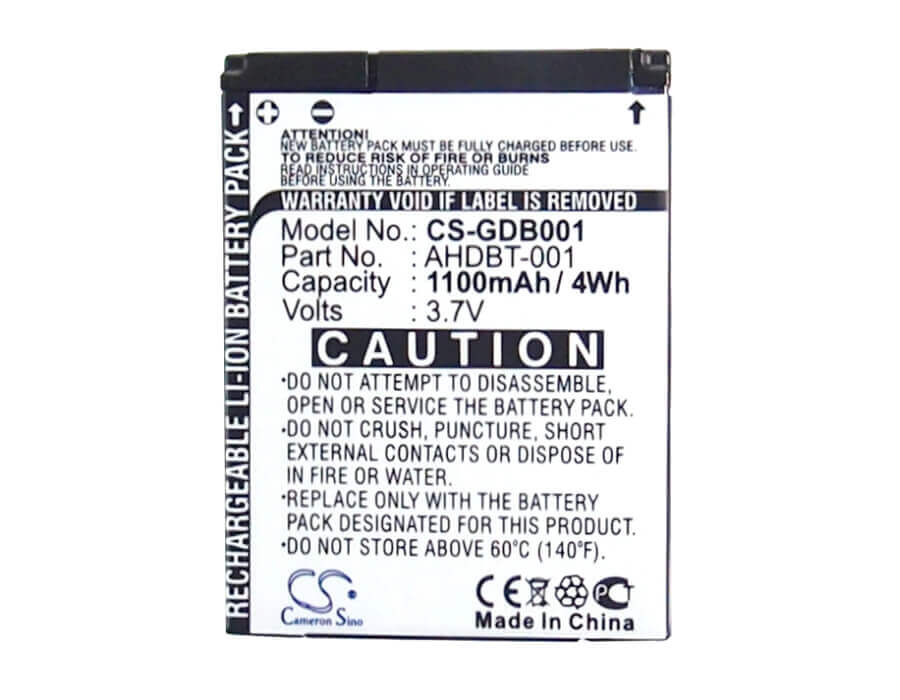 RECHARGEABLE LI-ION BATTERY PACK
ATTENTION!
NEW BATTERY PACK MUST BE FULLY CHARGED BEFORE USE.
TO REDUCE RISK OF FIRE OR BURNS
READ INSTRUCTIONS IN OPERATING GUIDE
BEFORE USING THE BATTERY.
WARRANTY VOID IF LABEL IS REMOVED
Model No.: CS-GDB001
Part No. : AHDBT-001
Capacity : 1100mAh/ 4Wh
Volts : 3.7V
CAUTION
•DO NOT ATTEMPT TO DISASSEMBLE,
OPEN OR SERVICE THE BATTERY PACK.
•DO NOT CRUSH, PUNCTURE, SHORT
EXTERNAL CONTACTS OR DISPOSE
IN FIRE OR WATER.
•REPLACE ONLY WITH THE BATTERY
PACK DESIGNATED FOR THIS PRODUCT.
•DO NOT STORE ABOVE 60°C (140°F).
CS
Cameron Sino
CE PCT
Made In China